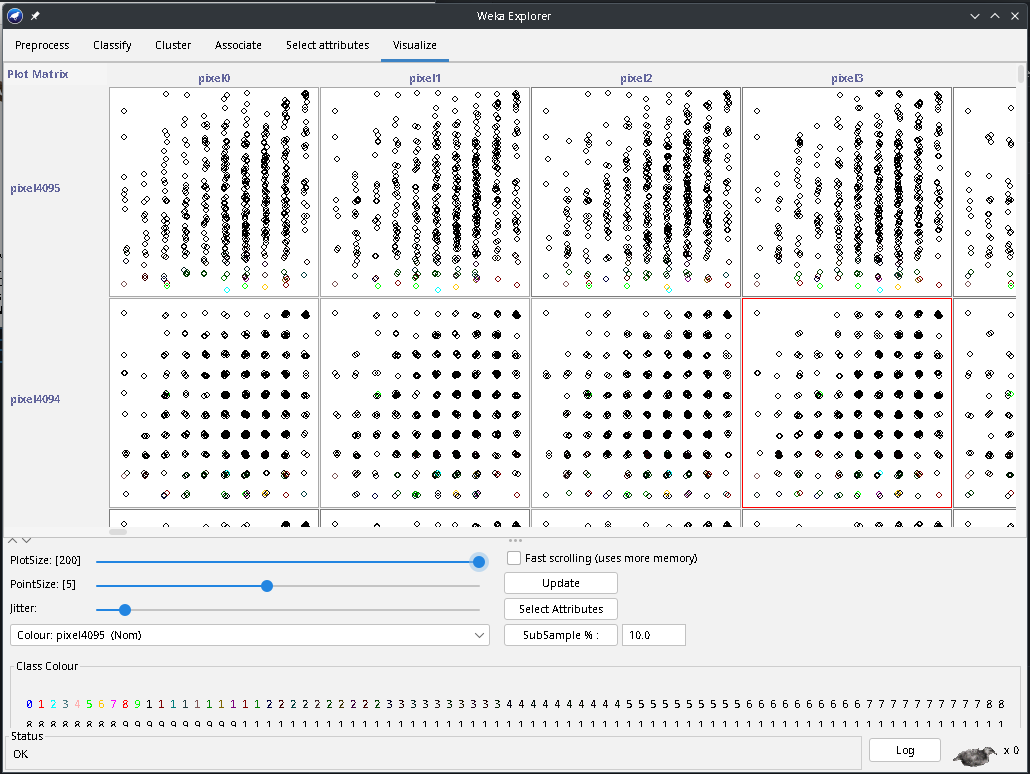 Weka Explorer
Preprocess Classify Cluster Associate Select attributes Visualize
Plot Matrix
pixel0 pixel1 pixel2 pixel3
pixel4095
pixel4094
PlotSize: [200]
Fast scrolling (uses more memory)
PointSize: [5]
Update
Jitter:
Select Attributes
Colour: pixel4095 (Nom)
SubSample % :
10.0
Class Colour
0 1 2 3 4 5 6 7 8 9 1 1 1 1 1 1 1 1 1 1 2 2 2 2 2 2 2 2 2 2 3 3 3 3 3 3 3 3 3 3 4 4 4 4 4 4 4 4 4 4 5 5 5 5 5 5 5 5 5 5 6 6 6 6 6 6 6 6 6 6 7 7 7 7 7 7 7 7 7 7 8 8
Status
OK
Log
x 0